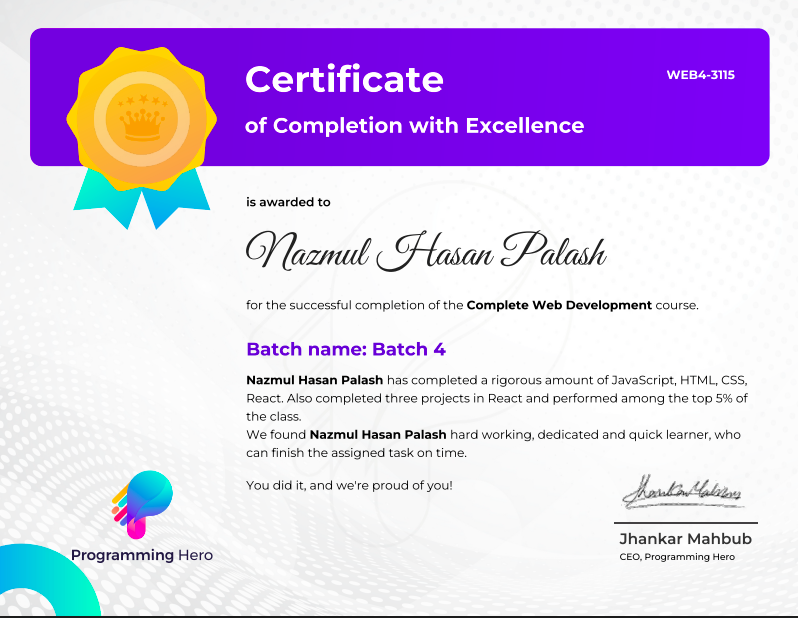 Certificate
WEB4-3115
of Completion with Excellence
is awarded to
Nazmul Hasan Palash
for the successful completion of the Complete Web Development course.
Batch name: Batch 4
Nazmul Hasan Palash has completed a rigorous amount of JavaScript, HTML, CSS,
React. Also completed three projects in React and performed among the top 5% of
the class.
We found Nazmul Hasan Palash hard working, dedicated and quick learner, who
can finish the assigned task on time.
You did it, and we're proud of you!
Jhankar Mahbub
Programming Hero
Jhankar Mahbub
CEO, Programming Hero